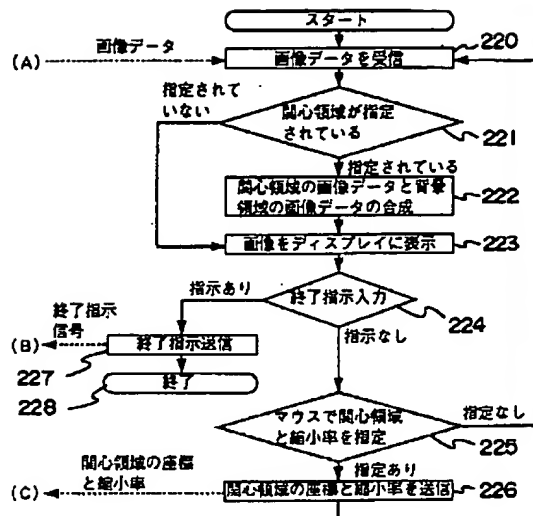 スタート
220
画像データ
(A)
画像データを受信
指定されて
いない
関心領域が指定
されている
221
指定されている
関心領域の画像データと背景
領域の画像データの合成
222
画像をディスプレイに表示
223
指示あり
終了指示入力
224
終了指示
信号
(B)
終了指示送信
指示なし
227
終了
228
マウスで関心領域
と縮小率を指定
指定なし
225
関心領域の座標
と縮小率
指定あり
(C)
関心領域の座標と縮小率を送信
226